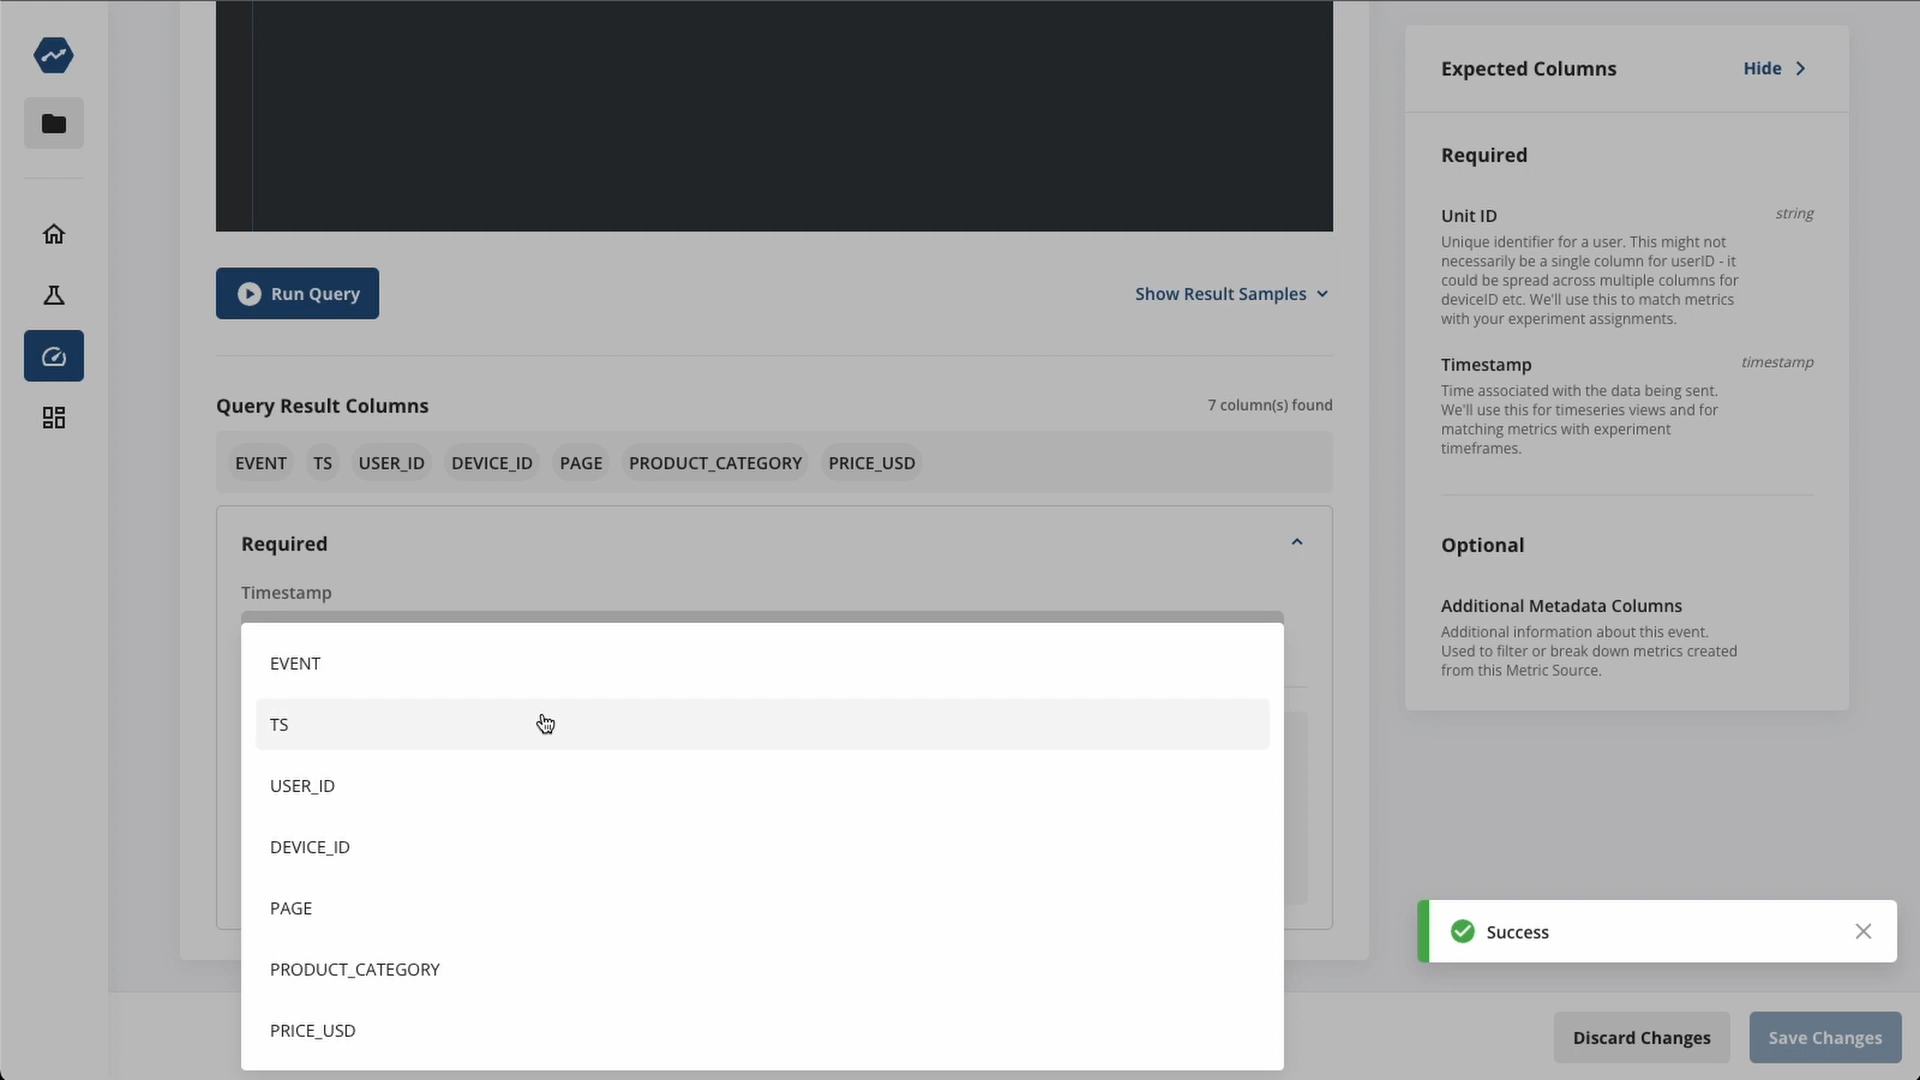 Expected Columns
Hide
Required
Unit ID
string
Unique identifier for a user. This might not
necessarily be a single column for userID - it
could be spread across multiple columns for
deviceID etc. We'll use this to match metrics
with your experiment assignments.
Timestamp
timestamp
Time associated with the data being sent.
We'll use this for timeseries views and for
matching metrics with experiment
timeframes.
Optional
Additional Metadata Columns
Additional information about this event.
Used to filter or break down metrics created
from this Metric Source.
Run Query
Show Result Samples
Query Result Columns
7 column(s) found
EVENT TS USER_ID DEVICE_ID PAGE PRODUCT_CATEGORY PRICE_USD
Required
Timestamp
EVENT
TS
USER_ID
DEVICE_ID
PAGE
PRODUCT_CATEGORY
PRICE_USD
Success
Discard Changes
Save Changes